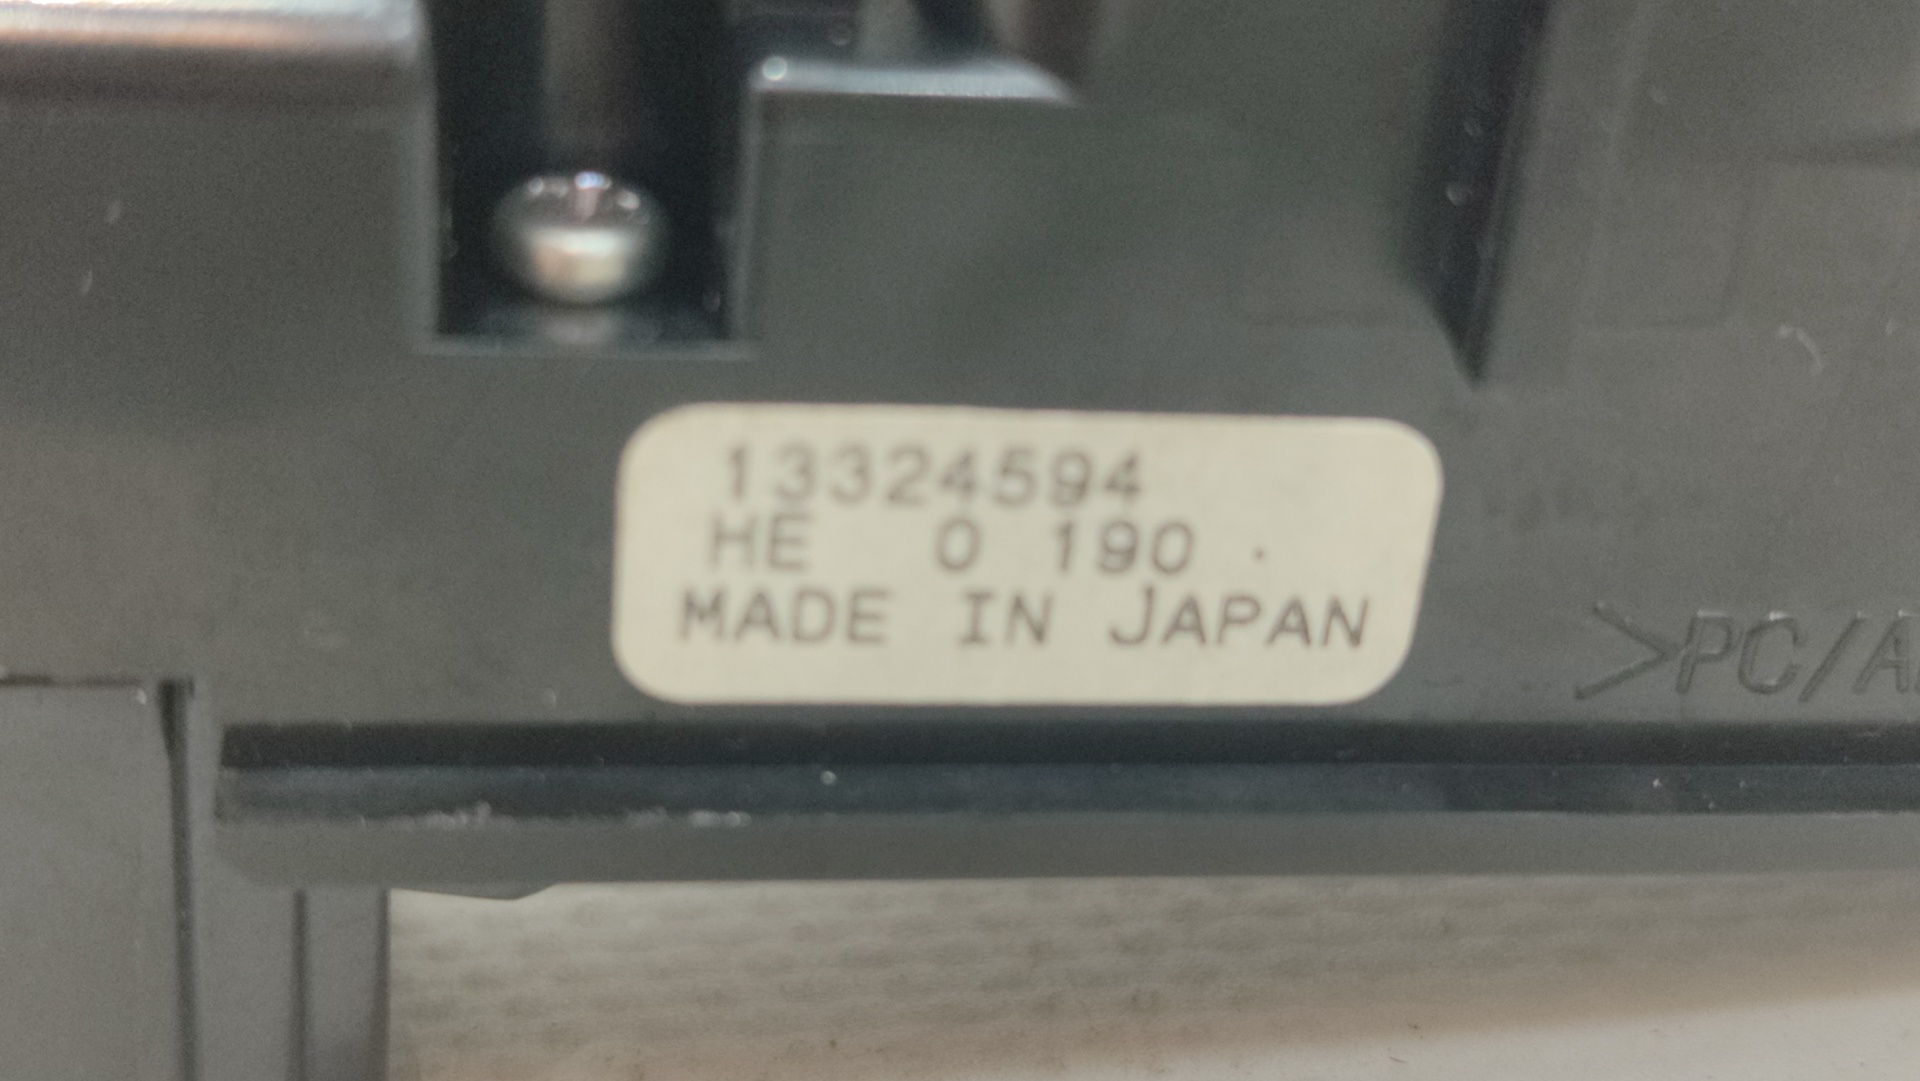 13324594
HE 0 190 .
MADE IN JAPAN
>PC/A